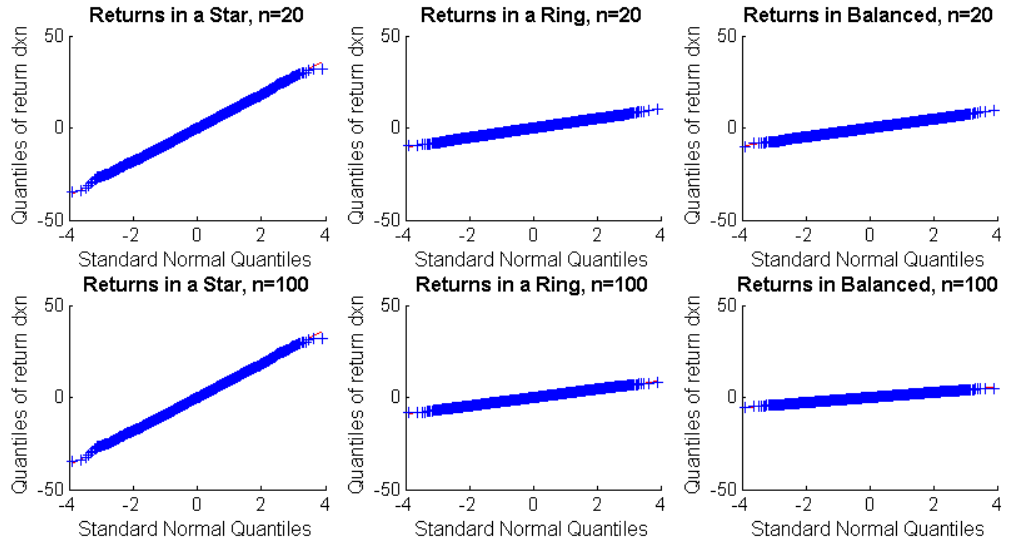 Returns in a Star, n=20
Returns in a Ring, n=20
Returns in Balanced, n=20
Quantiles of return dxn
50
0
-50
-4 -2 0 2 4
Standard Normal Quantiles
Quantiles of return dxn
50
0
-50
-4 -2 0 2 4
Standard Normal Quantiles
Quantiles of return dxn
50
0
-50
-4 -2 0 2 4
Standard Normal Quantiles
Returns in a Star, n=100
Returns in a Ring, n=100
Returns in Balanced, n=100
Quantiles of return dxn
50
0
-50
-4 -2 0 2 4
Standard Normal Quantiles
Quantiles of return dxn
50
0
-50
-4 -2 0 2 4
Standard Normal Quantiles
Quantiles of return dxn
50
0
-50
-4 -2 0 2 4
Standard Normal Quantiles